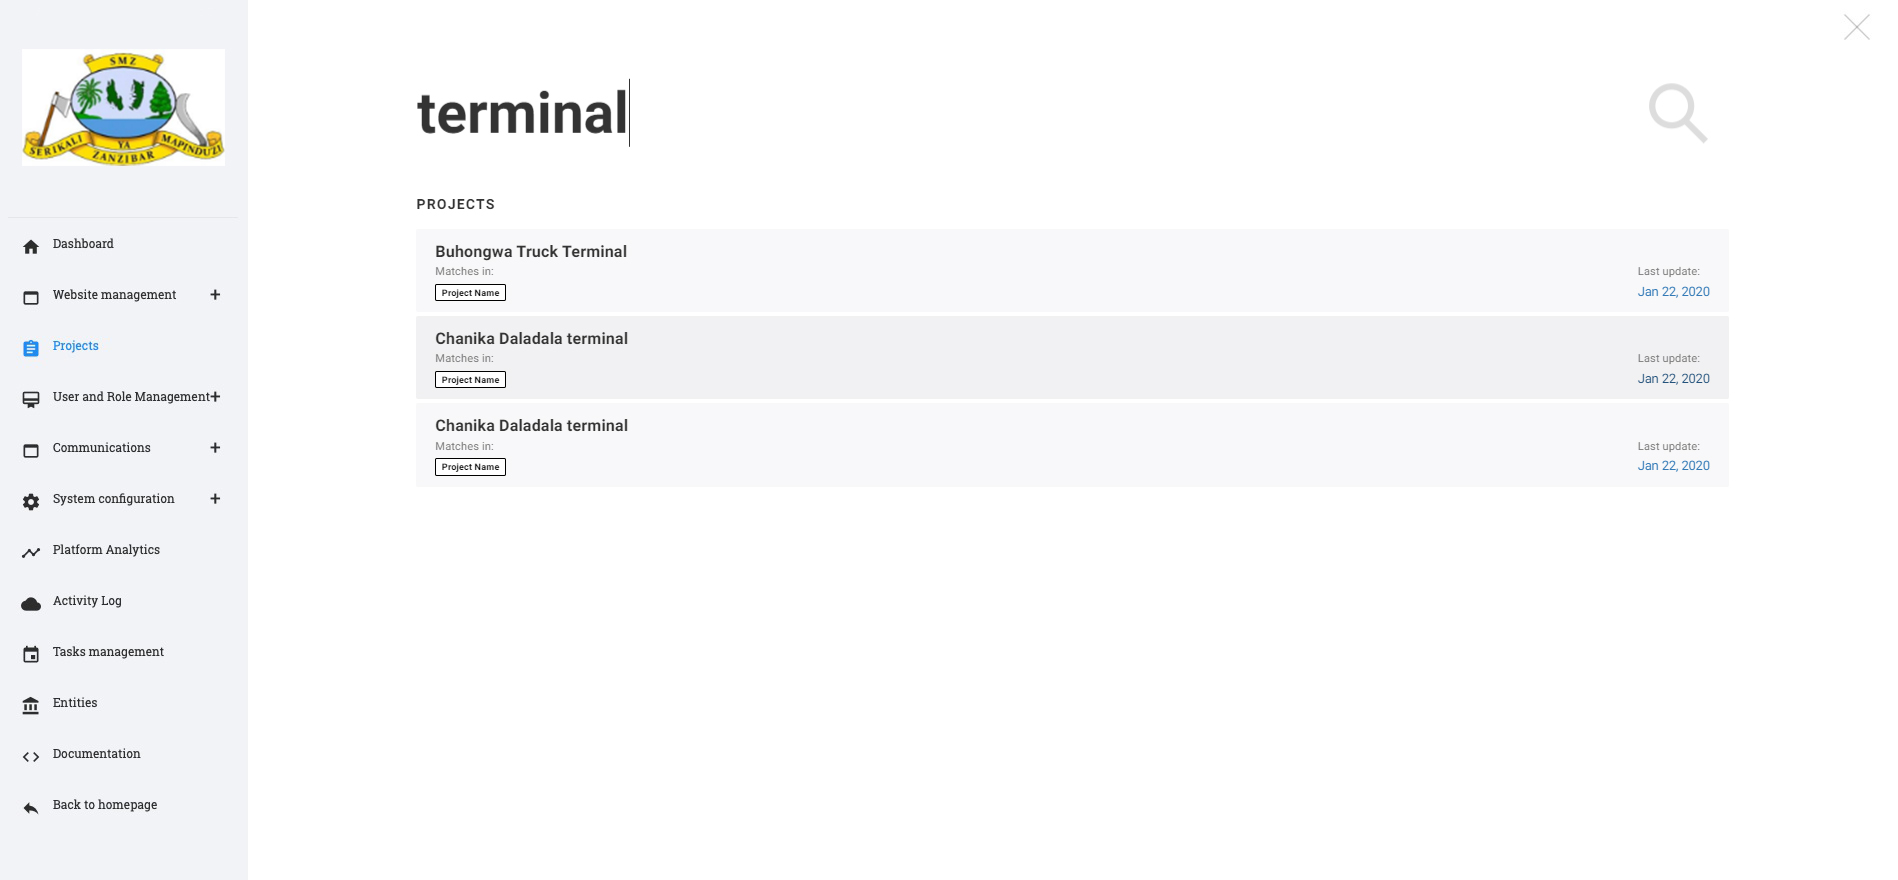 SMZ
SERIKALI YA MAPINDUZI
ZANZIBAR
Dashboard
Website management +
Projects
User and Role Management+
Communications +
System configuration +
Platform Analytics
Activity Log
Tasks management
Entities
Documentation
Back to homepage
terminal
PROJECTS
Buhongwa Truck Terminal
Matches in:
Project Name
Last update:
Jan 22, 2020
Chanika Daladala terminal
Matches in:
Project Name
Last update:
Jan 22, 2020
Chanika Daladala terminal
Matches in:
Project Name
Last update:
Jan 22, 2020